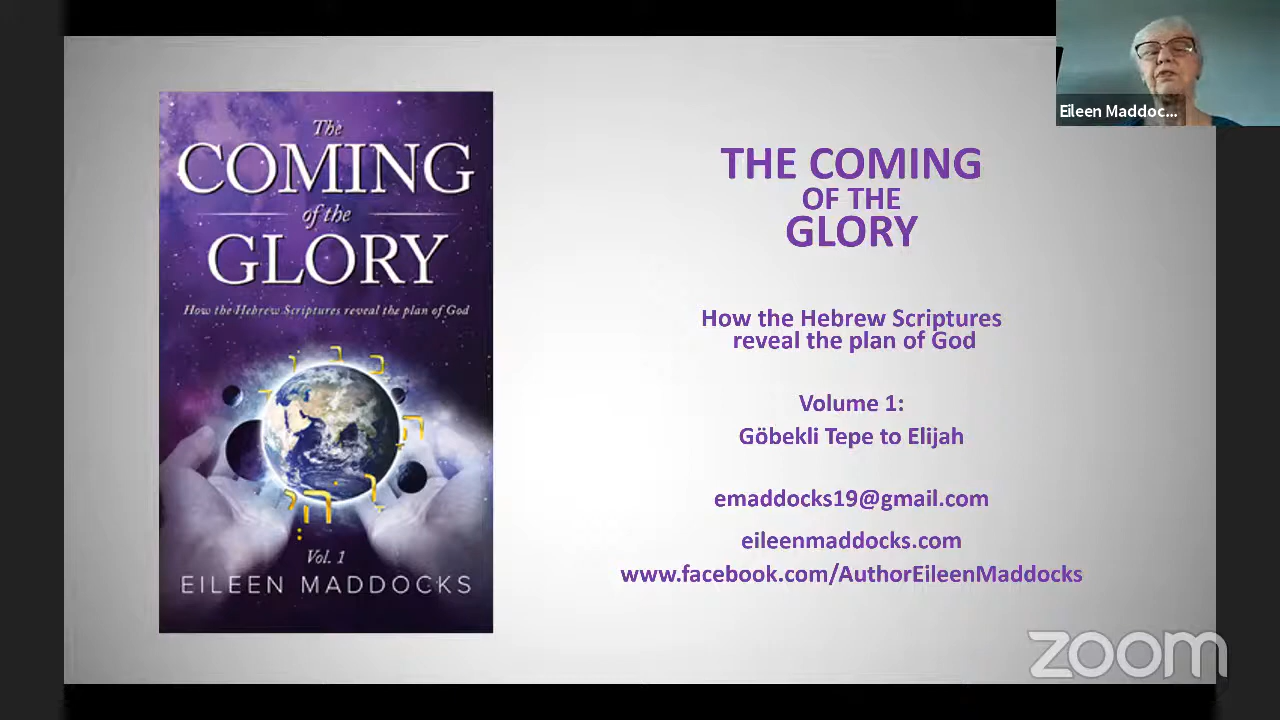 The
COMING
of the
GLORY
How the Hebrew Scriptures reveal the plan of God
Vol. 1
EILEEN MADDOCKS
THE COMING
OF THE
GLORY
How the Hebrew Scriptures
reveal the plan of God
Volume 1:
Göbekli Tepe to Elijah
emaddocks19@gmail.com
eileenmaddocks.com
www.facebook.com/AuthorEileenMaddocks
Eileen Maddoc...
zoom